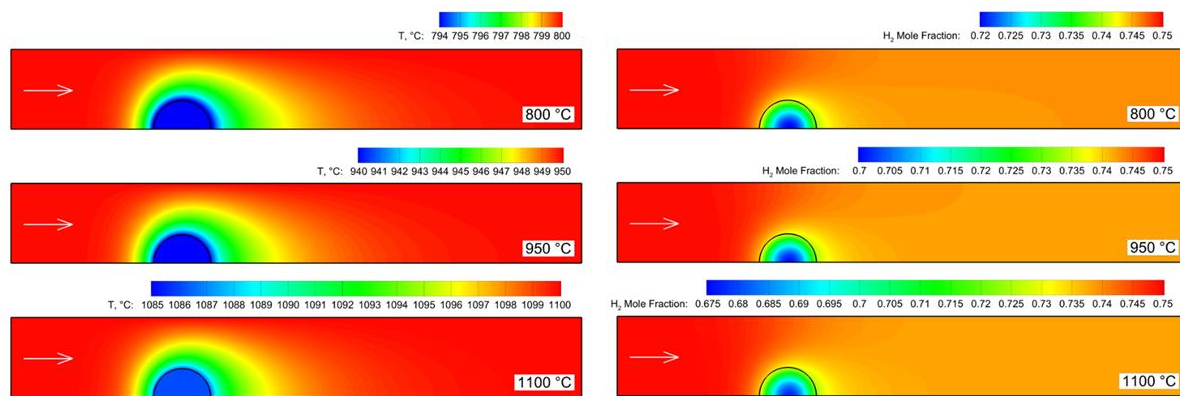 794 795 796 797 798 799 800
T, °C:
800 °C
H2 Mole Fraction: 0.72 0.725 0.73 0.735 0.74 0.745 0.75
800 °C
T, °C: 940 941 942 943 944 945 946 947 948 949 950
950 °C
H2 Mole Fraction: 0.7 0.705 0.71 0.715 0.72 0.725 0.73 0.735 0.74 0.745 0.75
950 °C
T, °C: 1085 1086 1087 1088 1089 1090 1091 1092 1093 1094 1095 1096 1097 1098 1099 1100
1100 °C
H2 Mole Fraction: 0.675 0.68 0.685 0.69 0.695 0.7 0.705 0.71 0.715 0.72 0.725 0.73 0.735 0.74 0.745 0.75
1100 °C